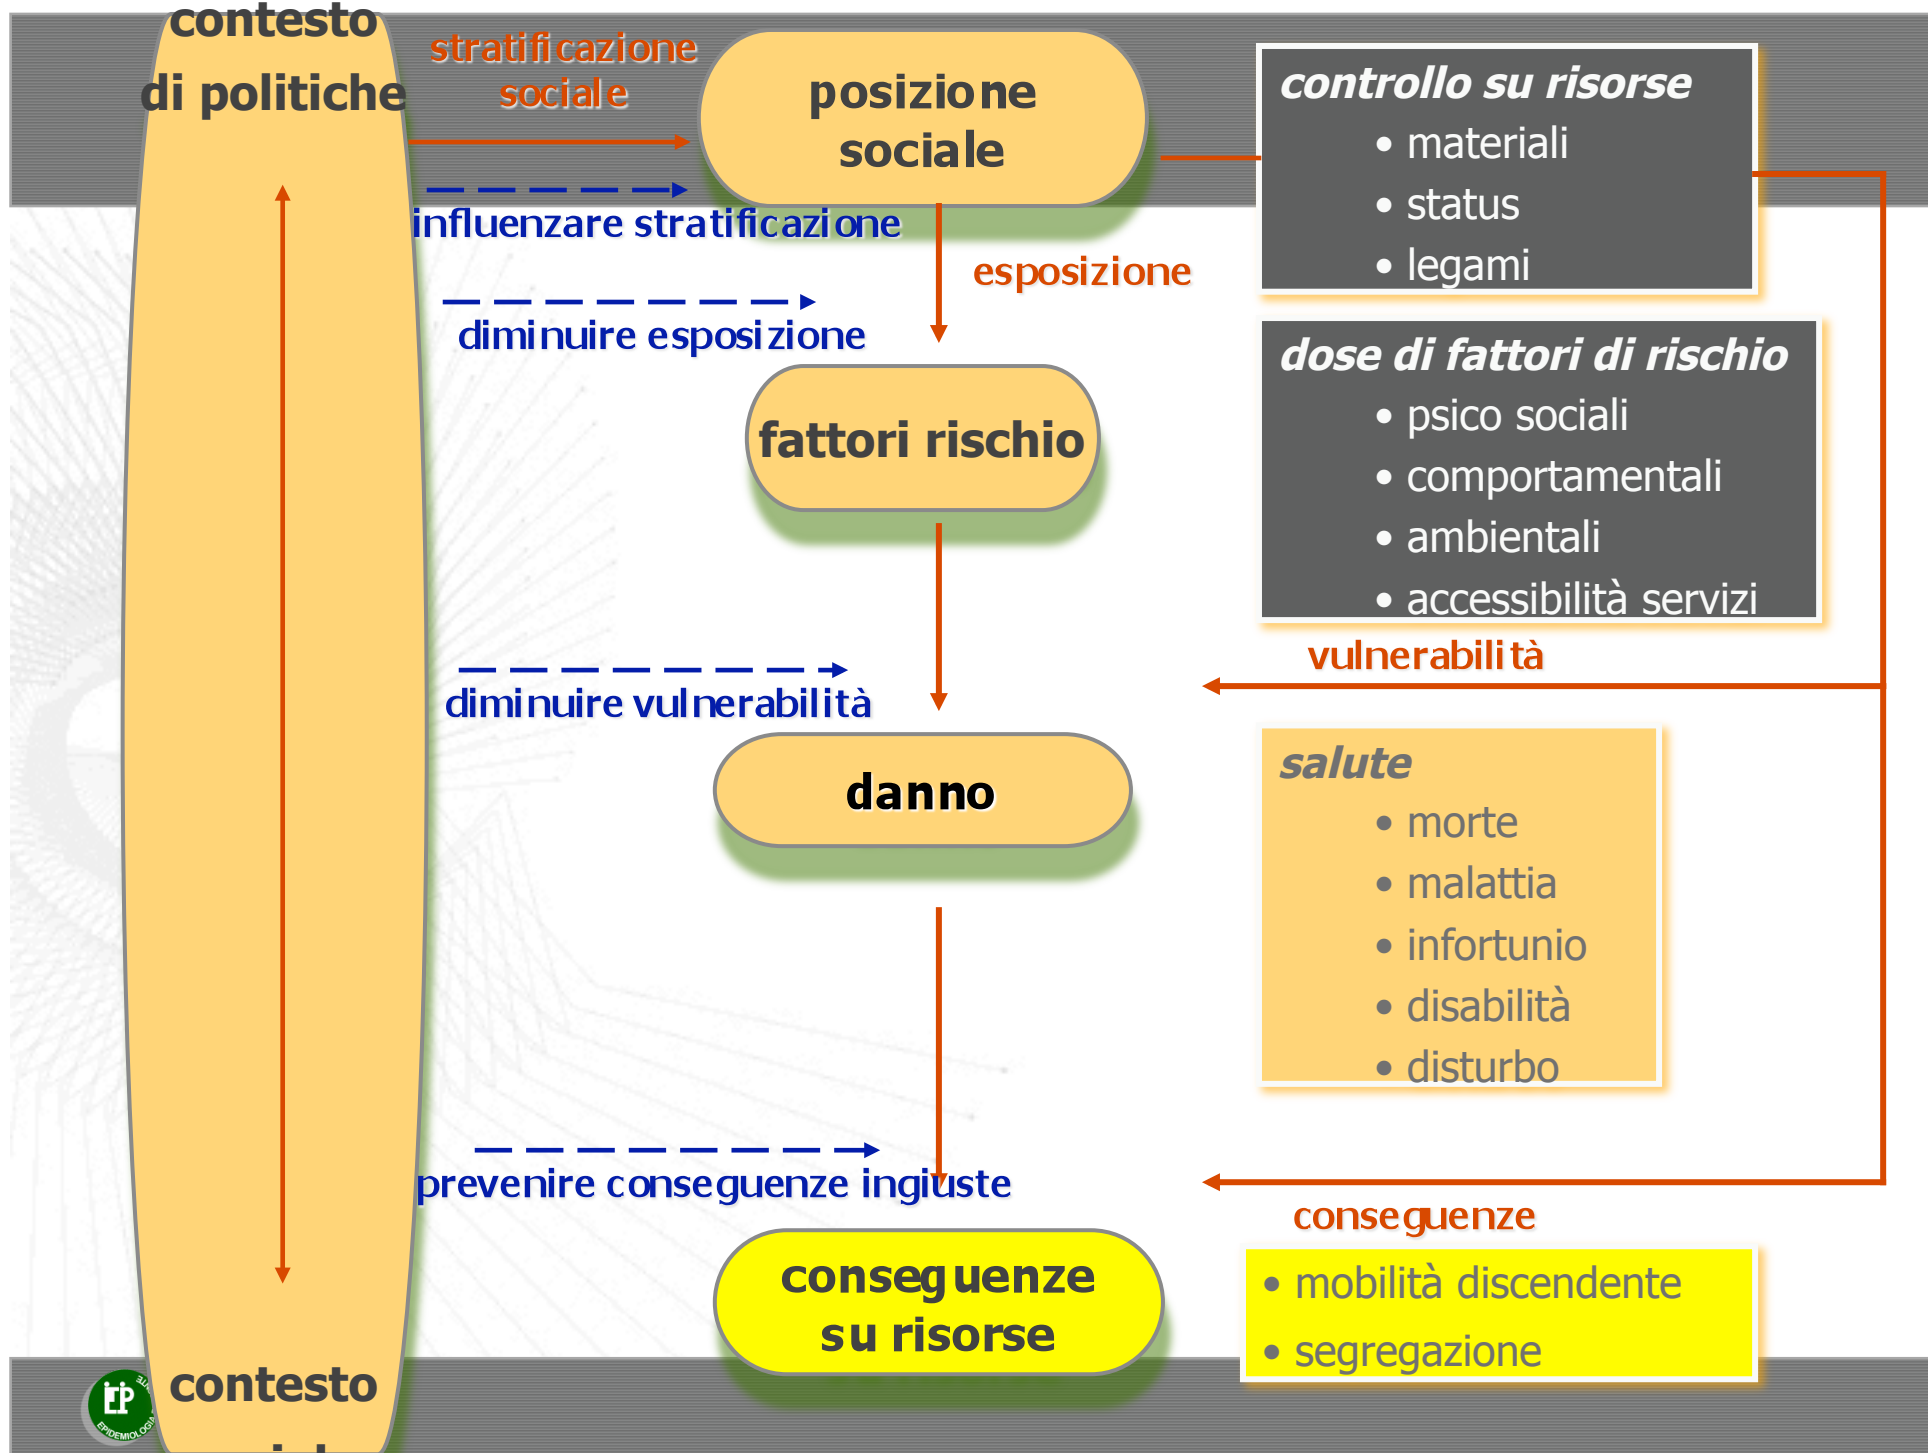 contesto
di politiche
stratificazione
sociale
posizione
sociale
controllo su risorse
• materiali
• status
• legami
influenzare stratificazione
esposizione
diminuire esposizione
dose di fattori di rischio
• psico sociali
• comportamentali
• ambientali
• accessibilità servizi
fattori rischio
vulnerabilità
diminuire vulnerabilità
danno
salute
• morte
• malattia
• infortunio
• disabilità
• disturbo
prevenire conseguenze ingiuste
conseguenze
conseguenze
su risorse
• mobilità discendente
• segregazione
contesto
EPIDEMIOLOGIA